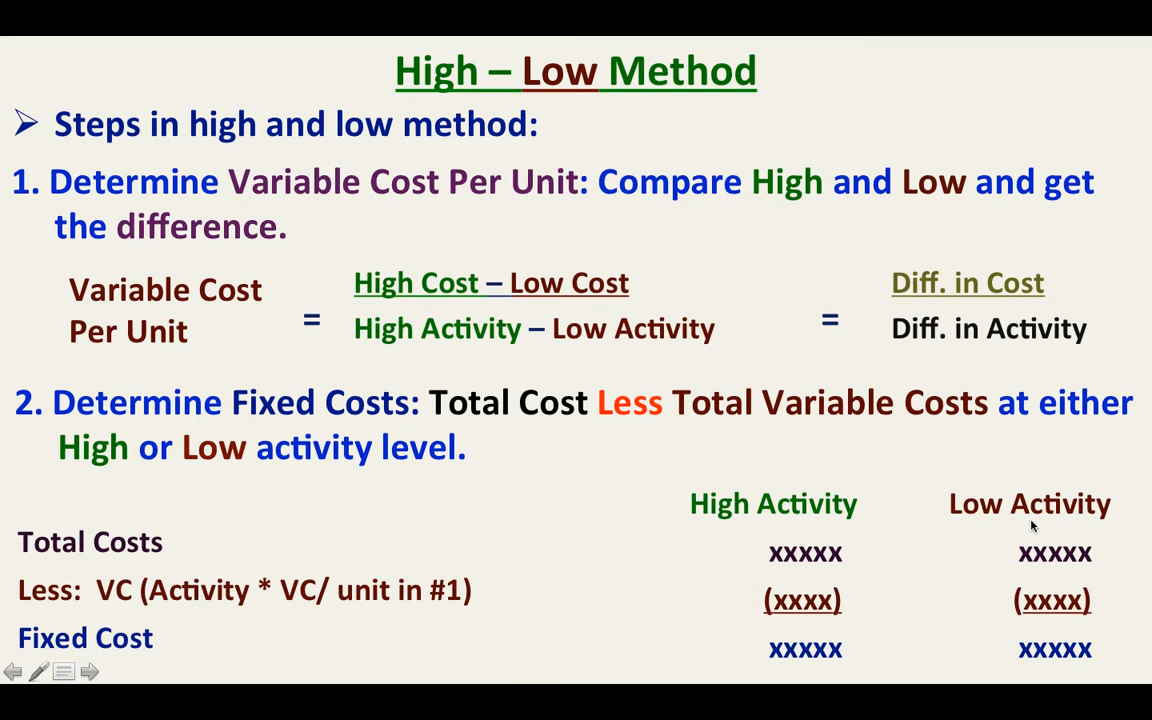 High – Low Method
➢ Steps in high and low method:
1. Determine Variable Cost Per Unit: Compare High and Low and get
the difference.
Variable Cost
Per Unit
=
High Cost – Low Cost
High Activity – Low Activity
=
Diff. in Cost
Diff. in Activity
2. Determine Fixed Costs: Total Cost Less Total Variable Costs at either
High or Low activity level.
High Activity Low Activity
Total Costs xxxxx xxxxx
Less: VC (Activity * VC/ unit in #1) (xxxx) (xxxx)
Fixed Cost xxxxx xxxxx